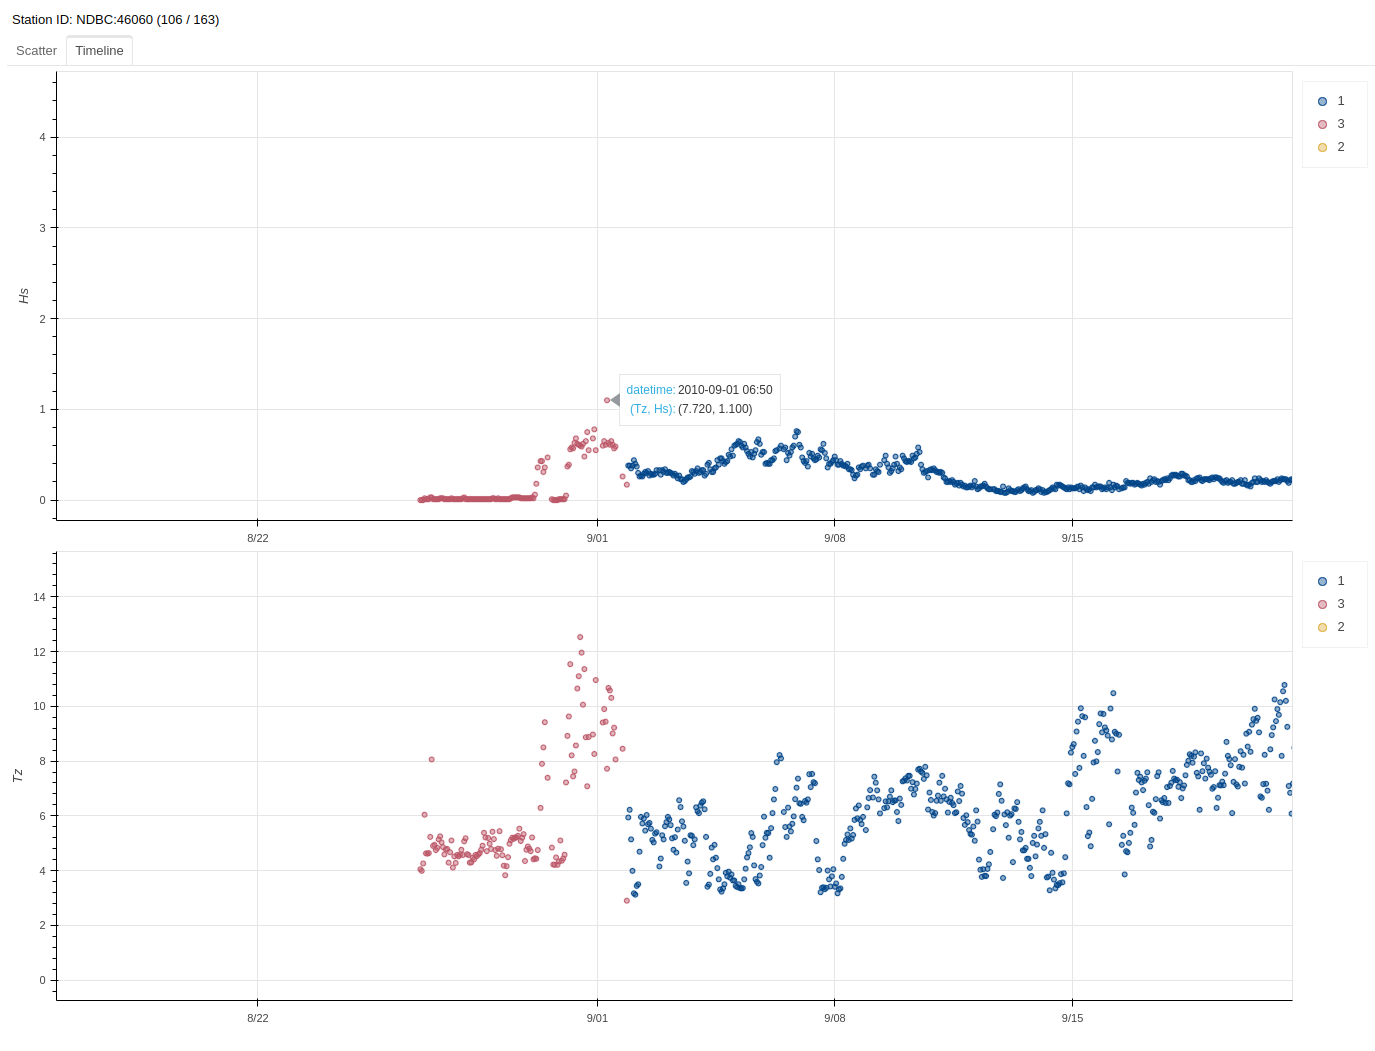 Station ID: NDBC:46060 (106 / 163)
Scatter Timeline
4
3
2
1
0
Hs
8/22 9/01 9/08 9/15
1
3
2
datetime: 2010-09-01 06:50
(Tz, Hs): (7.720, 1.100)
14
12
10
8
6
4
2
0
Tz
8/22 9/01 9/08 9/15
1
3
2